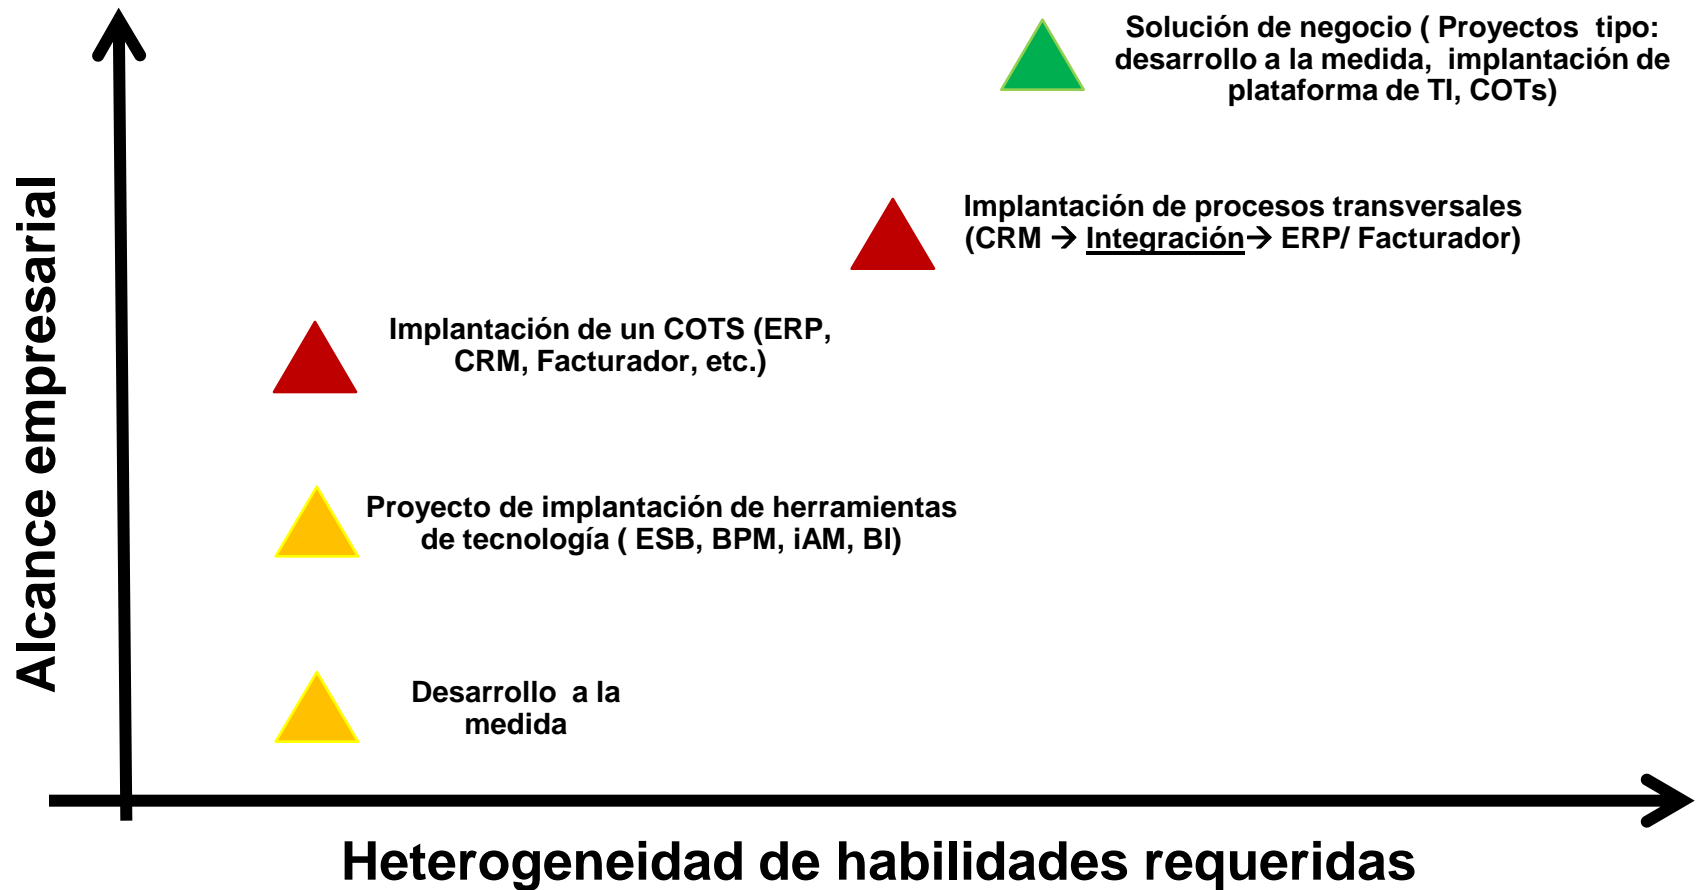 Solución de negocio ( Proyectos tipo:
desarrollo a la medida, implantación de
plataforma de TI, COTs)
Implantación de procesos transversales
(CRM → Integración→ ERP/ Facturador)
Implantación de un COTS (ERP,
CRM, Facturador, etc.)
Proyecto de implantación de herramientas
de tecnología ( ESB, BPM, iAM, BI)
Desarrollo a la
medida
Alcance empresarial
Heterogeneidad de habilidades requeridas